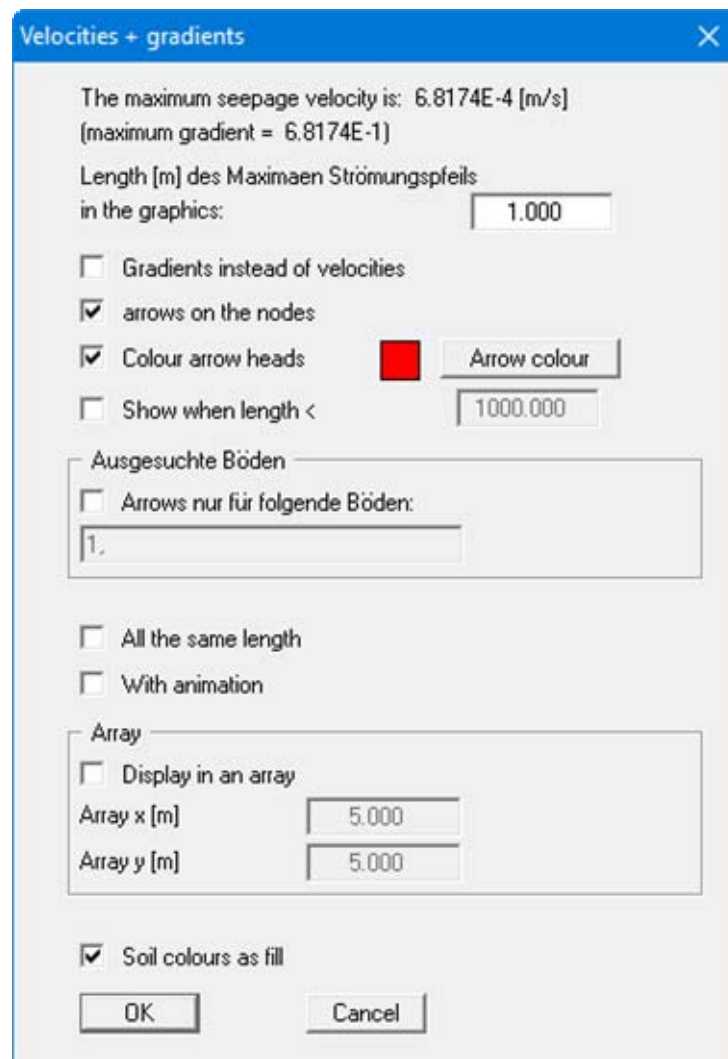 Velocities + gradients
The maximum seepage velocity is: 6.8174E-4 [m/s]
(maximum gradient = 6.8174E-1)
Length [m] des Maximaen Strömungspfeils
in the graphics: 1.000
Gradients instead of velocities
arrows on the nodes
Colour arrow heads Arrow colour
Show when length < 1000.000
Ausgesuchte Böden
Arrows nur für folgende Böden:
1,
All the same length
With animation
Array
Display in an array
Array x [m] 5.000
Array y [m] 5.000
Soil colours as fill
OK Cancel